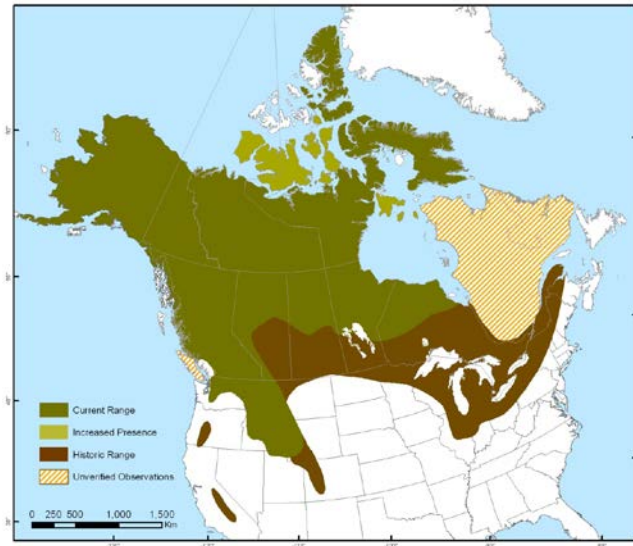 Current Range
Increased Presence
Historic Range
Unverified Observations
0 250 500 1,000 1,500
Km